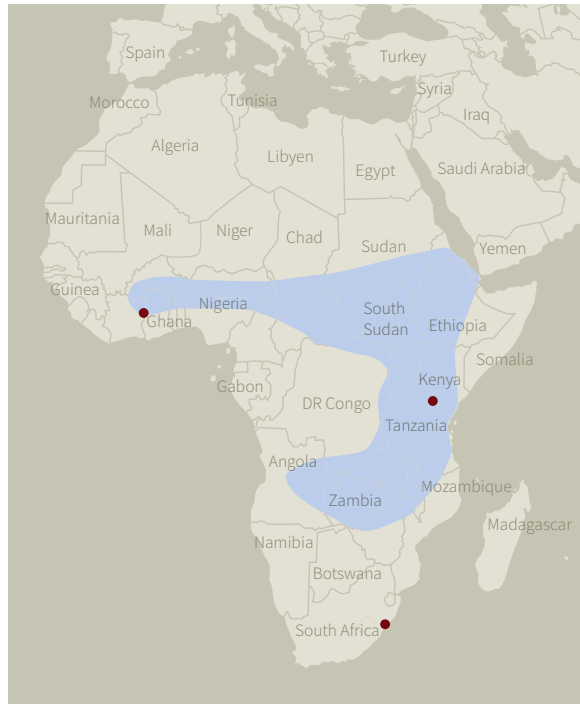 Spain
Turkey
Syria
Morocco
Tunisia
Iraq
Algeria
Libyen
Egypt
Saudi Arabia
Mauritania
Mali
Niger
Chad
Sudan
Yemen
Guinea
Nigeria
South
Sudan
Ghana
Ethiopia
Somalia
Kenya
Gabon
DR Congo
Tanzania
Angola
Mozambique
Zambia
Madagascar
Namibia
Botswana
South Africa